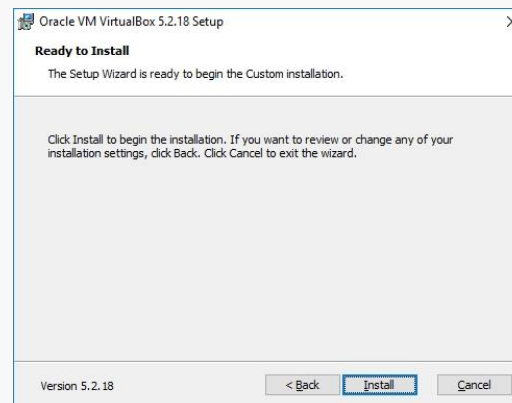 Oracle VM VirtualBox 5.2.18 Setup
Ready to Install
The Setup Wizard is ready to begin the Custom installation.
Click Install to begin the installation. If you want to review or change any of your
installation settings, click Back. Click Cancel to exit the wizard.
Version 5.2.18
< Back
Install
Cancel